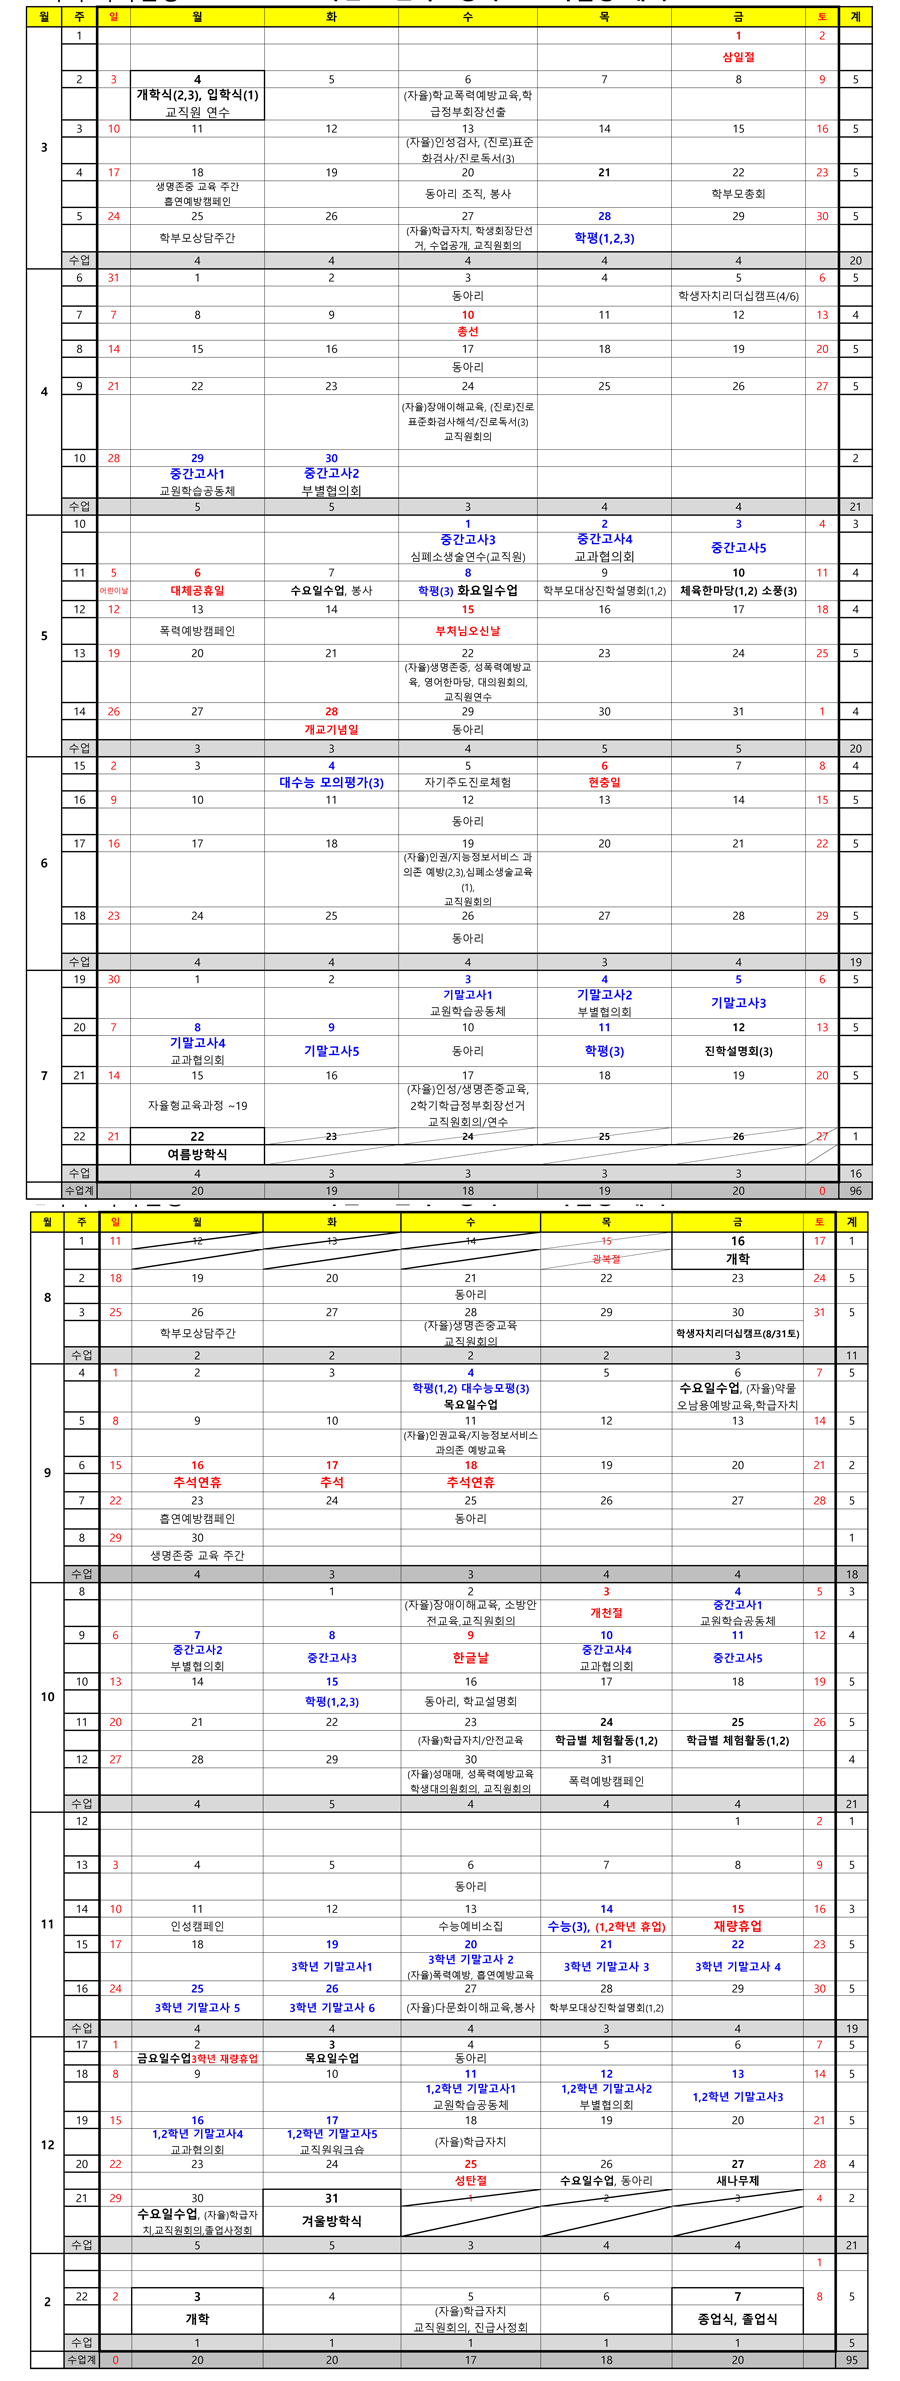 월 주 일 월 화 수 목 금 토 계
3
1 1 2
삼일절
2 3 4 5 6 7 8 9 5
개학식(2,3), 입학식(1)
교직원 연수
(자율)학교폭력예방교육,학
급정부회장선출
3 10 11 12 13 14 15 16 5
(자율)인성검사, (진로)표준
화검사/진로독서(3)
4 17 18 19 20 21 22 23 5
생명존중 교육 주간
흡연예방캠페인
동아리 조직, 봉사
학부모총회
5 24 25 26 27 28 29 30 5
학부모상담주간
(자율)학급자치, 학생회장단선
거, 수업공개, 교직원회의
학평(1,2,3)
수업 4 4 4 4 4 20
4
6 31 1 2 3 4 5 6 5
동아리
학생자치리더십캠프(4/6)
7 7 8 9 10 11 12 13 4
총선
8 14 15 16 17 18 19 20 5
동아리
9 21 22 23 24 25 26 27 5
(자율)장애이해교육, (진로)진로
표준화검사해석/진로독서(3)
교직원회의
10 28 29 30 2
중간고사1
교원학습공동체
중간고사2
부별협의회
수업 5 5 3 4 4 21
5
10 1 2 3 4 3
중간고사3
심폐소생술연수(교직원)
중간고사4
교과협의회
중간고사5
11 5 6 7 8 9 10 11 4
어린이날
대체공휴일
수요일수업, 봉사
학평(3) 화요일수업
학부모대상진학설명회(1,2)
체육한마당(1,2) 소풍(3)
12 12 13 14 15 16 17 18 4
폭력예방캠페인
부처님오신날
13 19 20 21 22 23 24 25 5
(자율)생명존중, 성폭력예방교
육, 영어한마당, 대의원회의,
교직원연수
14 26 27 28 29 30 31 1 4
개교기념일
동아리
수업 3 3 4 5 5 20
6
15 2 3 4 5 6 7 8 4
대수능 모의평가(3)
자기주도진로체험
현충일
16 9 10 11 12 13 14 15 5
동아리
17 16 17 18 19 20 21 22 5
(자율)인권/지능정보서비스 과
의존 예방(2,3),심폐소생술교육
(1),
교직원회의
18 23 24 25 26 27 28 29 5
동아리
수업 4 4 4 3 4 19
7
19 30 1 2 3 4 5 6 5
기말고사1
교원학습공동체
기말고사2
부별협의회
기말고사3
20 7 8 9 10 11 12 13 5
기말고사4
교과협의회
기말고사5
동아리
학평(3)
진학설명회(3)
21 14 15 16 17 18 19 20 5
자율형교육과정 ~19
(자율)인성/생명존중교육,
2학기학급정부회장선거
교직원회의/연수
22 21 22 23 24 25 26 27 1
여름방학식
수업 4 3 3 3 3 16
수업계 20 19 18 19 20 0 96
월 주 일 월 화 수 목 금 토 계
8
1 11 12 13 14 15 16 17 1
광복절
개학
2 18 19 20 21 22 23 24 5
동아리
3 25 26 27 28 29 30 31 5
학부모상담주간
(자율)생명존중교육
교직원회의
학생자치리더십캠프(8/31토)
수업 2 2 2 2 3 11
9
4 1 2 3 4 5 6 7 5
학평(1,2) 대수능모평(3)
목요일수업
수요일수업, (자율)약물
오남용예방교육,학급자치
5 8 9 10 11 12 13 14 5
(자율)인권교육/지능정보서비스
과의존 예방교육
6 15 16 17 18 19 20 21 2
추석연휴
추석
추석연휴
7 22 23 24 25 26 27 28 5
흡연예방캠페인
동아리
8 29 30 1
생명존중 교육 주간
수업 4 3 3 4 4 18
10
8 1 2 3 4 5 3
(자율)장애이해교육, 소방안
전교육,교직원회의
개천절
중간고사1
교원학습공동체
9 6 7 8 9 10 11 12 4
중간고사2
부별협의회
중간고사3
한글날
중간고사4
교과협의회
중간고사5
10 13 14 15 16 17 18 19 5
학평(1,2,3)
동아리, 학교설명회
11 20 21 22 23 24 25 26 5
(자율)학급자치/안전교육
학급별 체험활동(1,2)
학급별 체험활동(1,2)
12 27 28 29 30 31 4
(자율)성매매, 성폭력예방교육
학생대의원회의, 교직원회의
폭력예방캠페인
수업 4 5 4 4 4 21
11
12 1 2 1
13 3 4 5 6 7 8 9 5
동아리
14 10 11 12 13 14 15 16 3
인성캠페인
수능예비소집
수능(3), (1,2학년 휴업)
재량휴업
15 17 18 19 20 21 22 23 5
3학년 기말고사1
3학년 기말고사 2
(자율)폭력예방, 흡연예방교육
3학년 기말고사 3
3학년 기말고사 4
16 24 25 26 27 28 29 30 5
3학년 기말고사 5
3학년 기말고사 6
(자율)다문화이해교육,봉사
학부모대상진학설명회(1,2)
수업 4 4 4 3 4 19
12
17 1 2 3 4 5 6 7 5
금요일수업3학년 재량휴업
목요일수업
동아리
18 8 9 10 11 12 13 14 5
1,2학년 기말고사1
교원학습공동체
1,2학년 기말고사2
부별협의회
1,2학년 기말고사3
19 15 16 17 18 19 20 21 5
1,2학년 기말고사4
교과협의회
1,2학년 기말고사5
교직원워크숍
(자율)학급자치
20 22 23 24 25 26 27 28 4
성탄절
수요일수업, 동아리
새나무제
21 29 30 31 1 2 3 4 2
수요일수업, (자율)학급자
치,교직원회의,졸업사정회
겨울방학식
수업 5 5 3 4 4 21
2
1
22 2 3 4 5 6 7 8 5
개학
(자율)학급자치
교직원회의, 진급사정회
종업식, 졸업식
수업 1 1 1 1 1 5
수업계 0 20 20 17 18 20 95